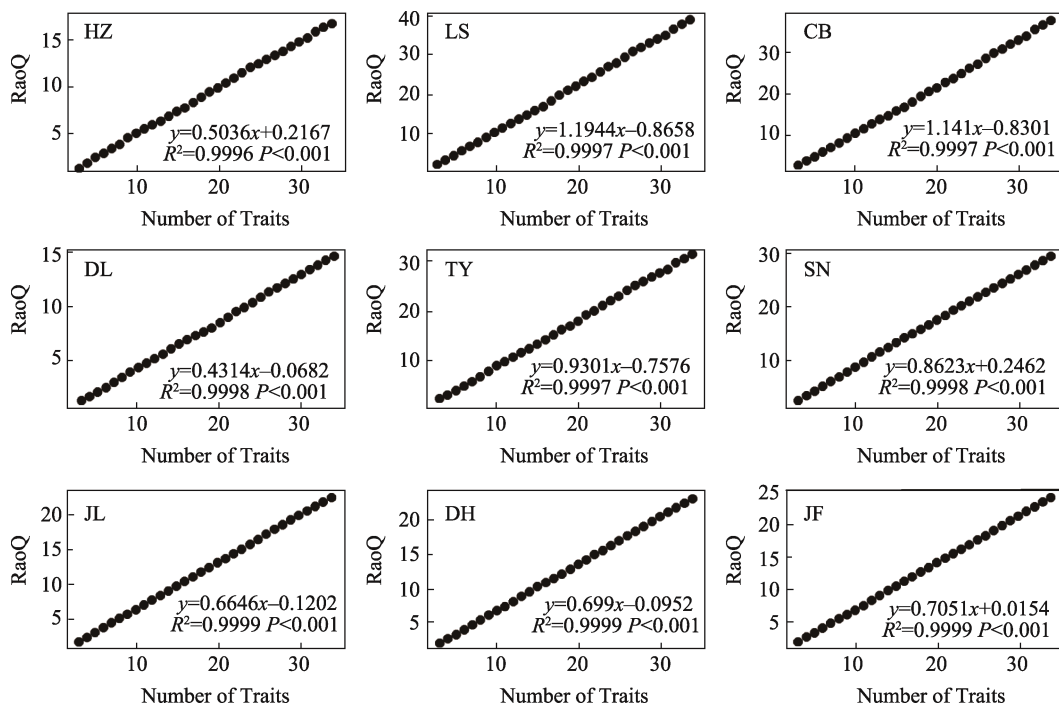 HZ
RaoQ
15
10
5
y=0.5036x+0.2167
R²=0.9996 P<0.001
10 20 30
Number of Traits
LS
RaoQ
40
30
20
10
y=1.1944x–0.8658
R²=0.9997 P<0.001
10 20 30
Number of Traits
CB
RaoQ
30
20
10
y=1.141x–0.8301
R²=0.9997 P<0.001
10 20 30
Number of Traits
DL
RaoQ
15
10
5
y=0.4314x–0.0682
R²=0.9998 P<0.001
10 20 30
Number of Traits
TY
RaoQ
30
20
10
y=0.9301x–0.7576
R²=0.9997 P<0.001
10 20 30
Number of Traits
SN
RaoQ
30
20
10
y=0.8623x+0.2462
R²=0.9998 P<0.001
10 20 30
Number of Traits
JL
RaoQ
20
15
10
5
y=0.6646x–0.1202
R²=0.9999 P<0.001
10 20 30
Number of Traits
DH
RaoQ
20
15
10
5
y=0.699x–0.0952
R²=0.9999 P<0.001
10 20 30
Number of Traits
JF
RaoQ
25
20
15
10
5
y=0.7051x+0.0154
R²=0.9999 P<0.001
10 20 30
Number of Traits